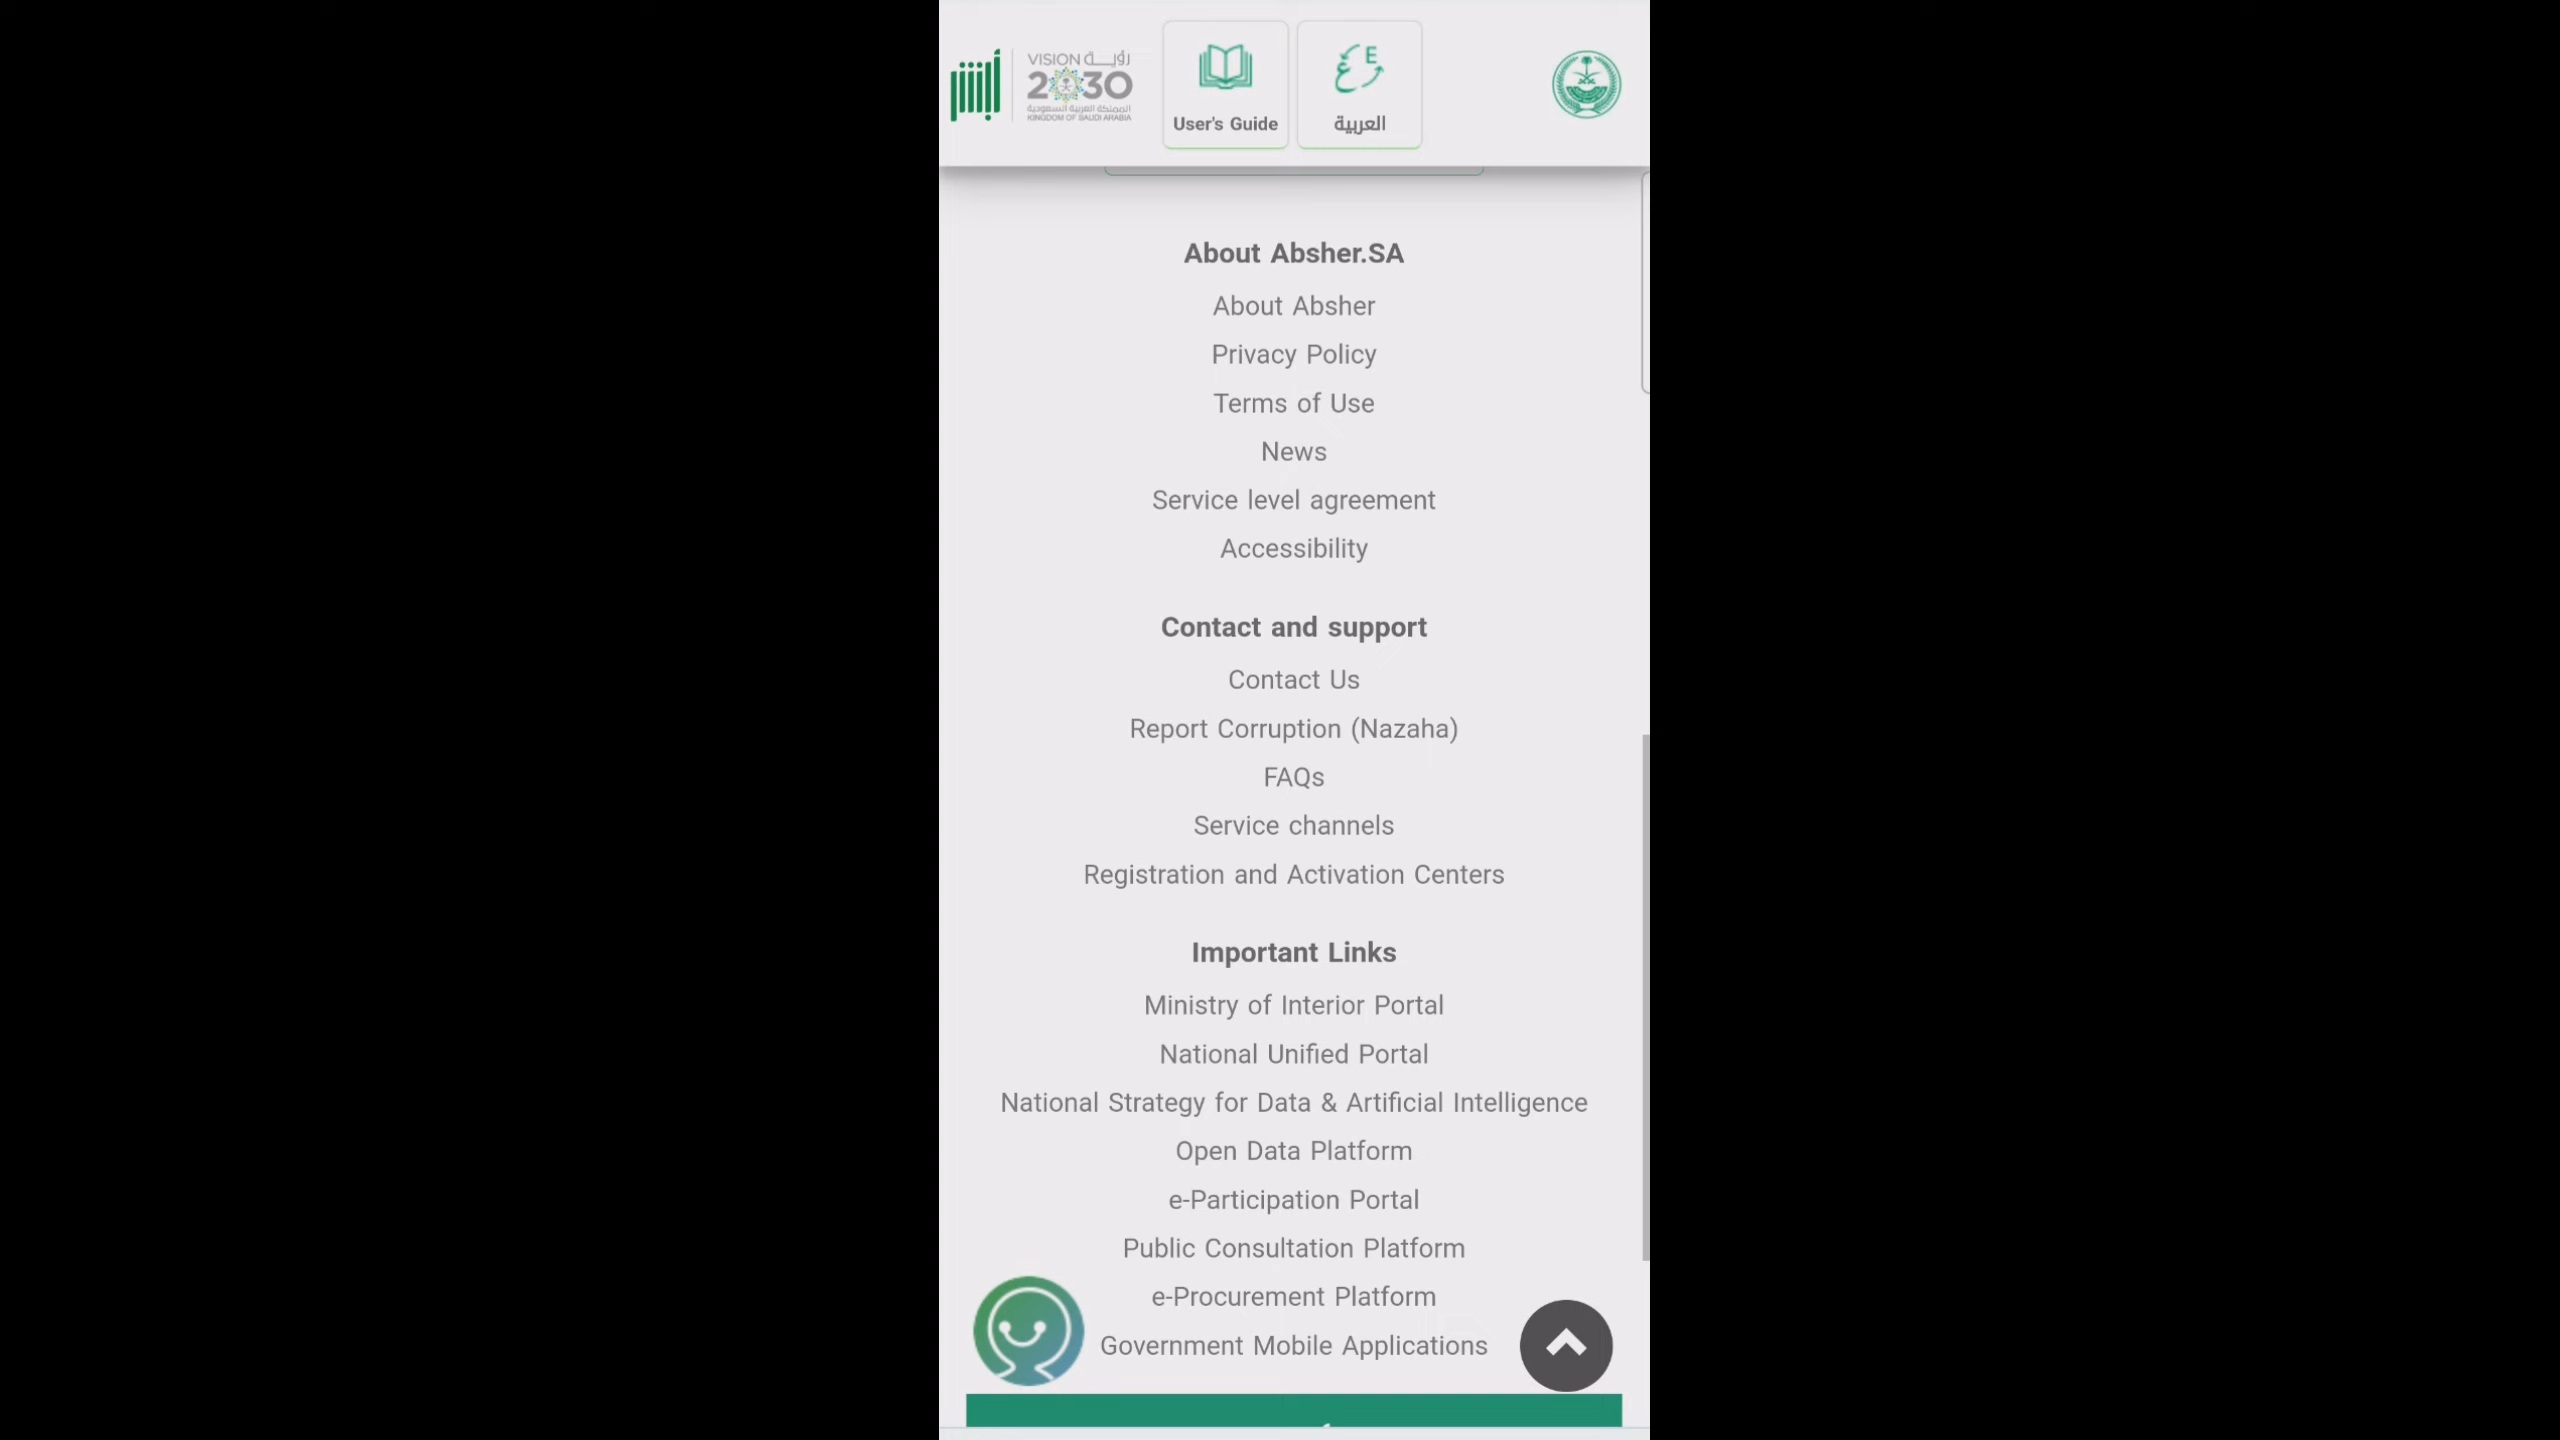 أبشر
VISION رؤيــة
2030
المملكة العربية السعودية
KINGDOM OF SAUDI ARABIA
User's Guide
E ع
العربية
About Absher.SA
About Absher
Privacy Policy
Terms of Use
News
Service level agreement
Accessibility
Contact and support
Contact Us
Report Corruption (Nazaha)
FAQs
Service channels
Registration and Activation Centers
Important Links
Ministry of Interior Portal
National Unified Portal
National Strategy for Data & Artificial Intelligence
Open Data Platform
e-Participation Portal
Public Consultation Platform
e-Procurement Platform
Government Mobile Applications